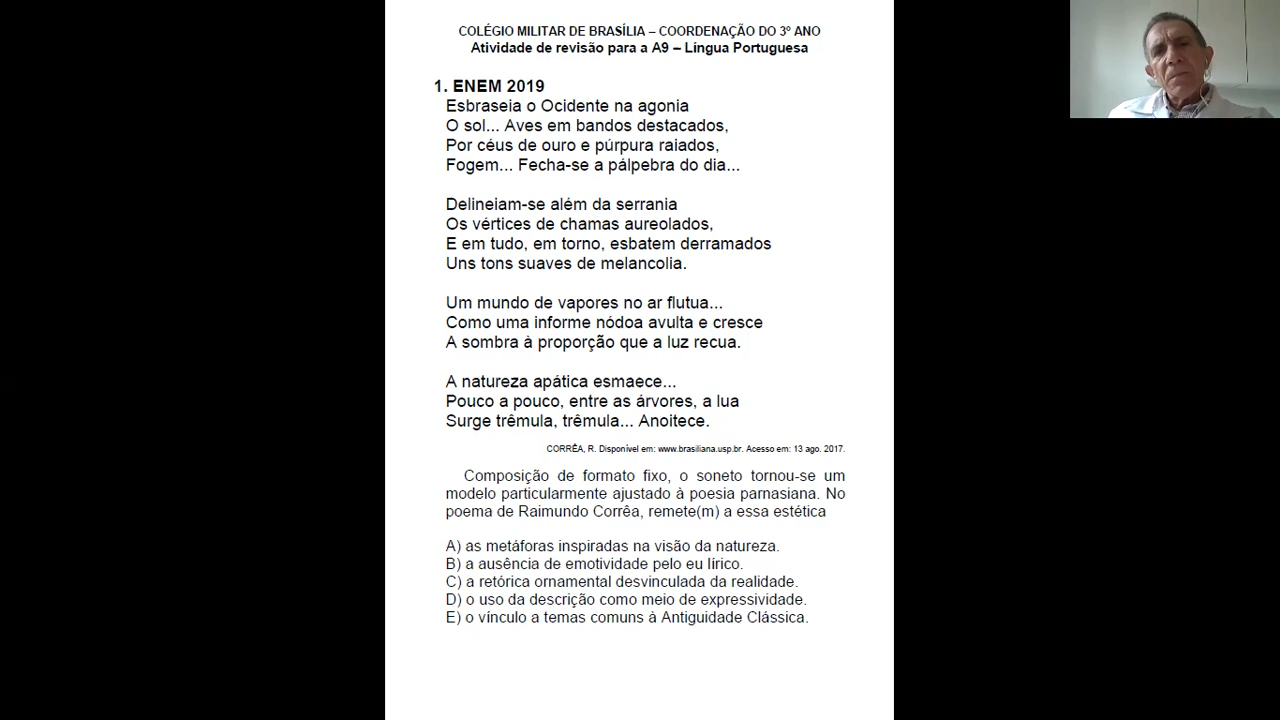 COLÉGIO MILITAR DE BRASÍLIA – COORDENAÇÃO DO 3º ANO
Atividade de revisão para a A9 – Língua Portuguesa
1. ENEM 2019
Esbraseia o Ocidente na agonia
O sol... Aves em bandos destacados,
Por céus de ouro e púrpura raiados,
Fogem... Fecha-se a pálpebra do dia...
Delineiam-se além da serrania
Os vértices de chamas aureolados,
E em tudo, em torno, esbatem derramados
Uns tons suaves de melancolia.
Um mundo de vapores no ar flutua...
Como uma informe nódoa avulta e cresce
A sombra à proporção que a luz recua.
A natureza apática esmaece...
Pouco a pouco, entre as árvores, a lua
Surge trêmula, trêmula... Anoitece.
CORRÊA, R. Disponível em: www.brasiliana.usp.br. Acesso em: 13 ago. 2017.
Composição de formato fixo, o soneto tornou-se um
modelo particularmente ajustado à poesia parnasiana. No
poema de Raimundo Corrêa, remete(m) a essa estética
A) as metáforas inspiradas na visão da natureza.
B) a ausência de emotividade pelo eu lírico.
C) a retórica ornamental desvinculada da realidade.
D) o uso da descrição como meio de expressividade.
E) o vínculo a temas comuns à Antiguidade Clássica.